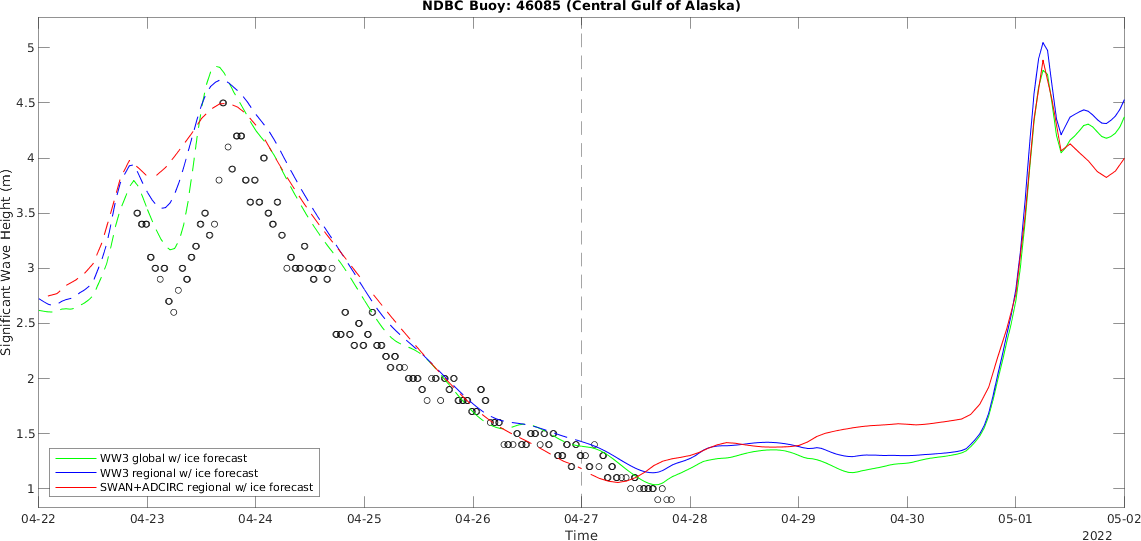 NDBC Buoy: 46085 (Central Gulf of Alaska)
Significant Wave Height (m)
5
4.5
4
3.5
3
2.5
2
1.5
1
WW3 global w/ ice forecast
WW3 regional w/ ice forecast
SWAN+ADCIRC regional w/ ice forecast
04-22 04-23 04-24 04-25 04-26 04-27 04-28 04-29 04-30 05-01 05-02
Time
2022